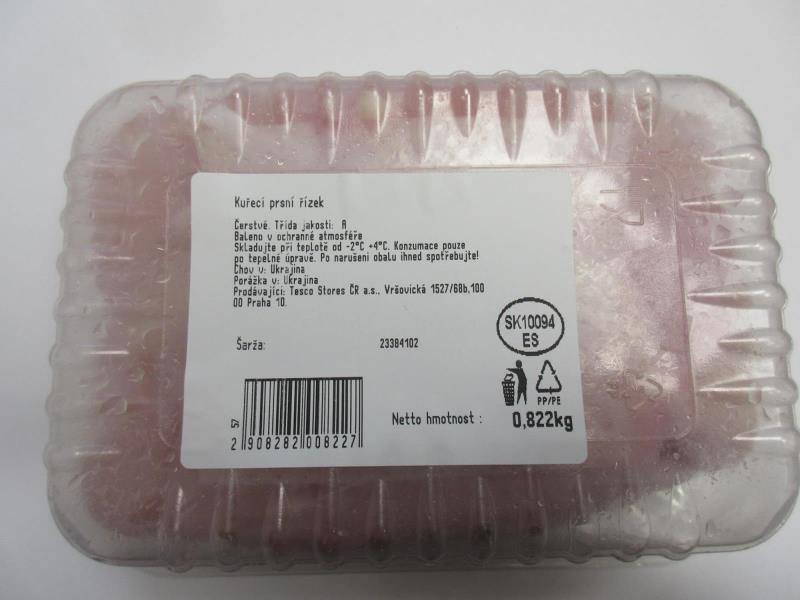 Kuřecí prsní řízek
Čerstvé. Třída jakosti: A
Baleno v ochranné atmosféře
Skladujte při teplotě od -2°C +4°C. Konzumace pouze
po tepelné úpravě. Po narušení obalu ihned spotřebujte!
Chov v: Ukrajina
Porážka v: Ukrajina
Prodávající: Tesco Stores ČR a.s., Vršovická 1527/68b,100
00 Praha 10.
Šarža: 23384102
SK10094
ES
PP/PE
Netto hmotnost : 0,822kg
2 908282 008227